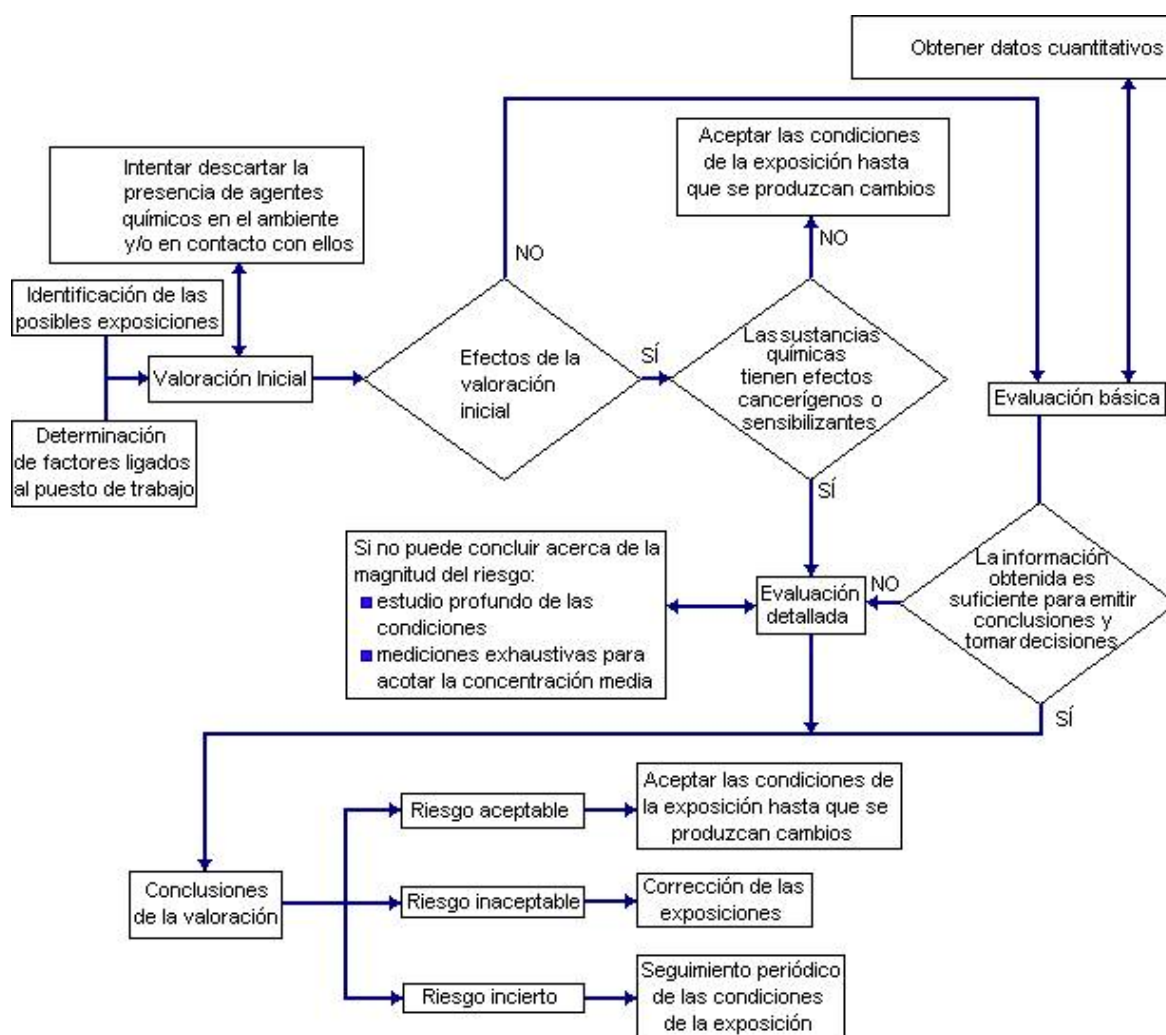 Obtener datos cuantitativos
Aceptar las condiciones
de la exposición hasta
que se produzcan cambios
Intentar descartar la
presencia de agentes
químicos en el ambiente
y/o en contacto con ellos
NO
NO
Identificación de las
posibles exposiciones
Valoración Inicial
Determinación
de factores ligados
al puesto de trabajo
Efectos de la
valoración
inicial
SÍ
Las sustancias
químicas
tienen efectos
cancerígenos o
sensibilizantes
Evaluación básica
SÍ
Si no puede concluir acerca de la
magnitud del riesgo:
estudio profundo de las
condiciones
mediciones exhaustivas para
acotar la concentración media
Evaluación
detallada
NO
La información
obtenida es
suficiente para emitir
conclusiones y
tomar decisiones
SÍ
Conclusiones
de la valoración
Riesgo aceptable
Aceptar las condiciones de
la exposición hasta que se
produzcan cambios
Riesgo inaceptable
Corrección de las
exposiciones
Riesgo incierto
Seguimiento periódico
de las condiciones
de la exposición